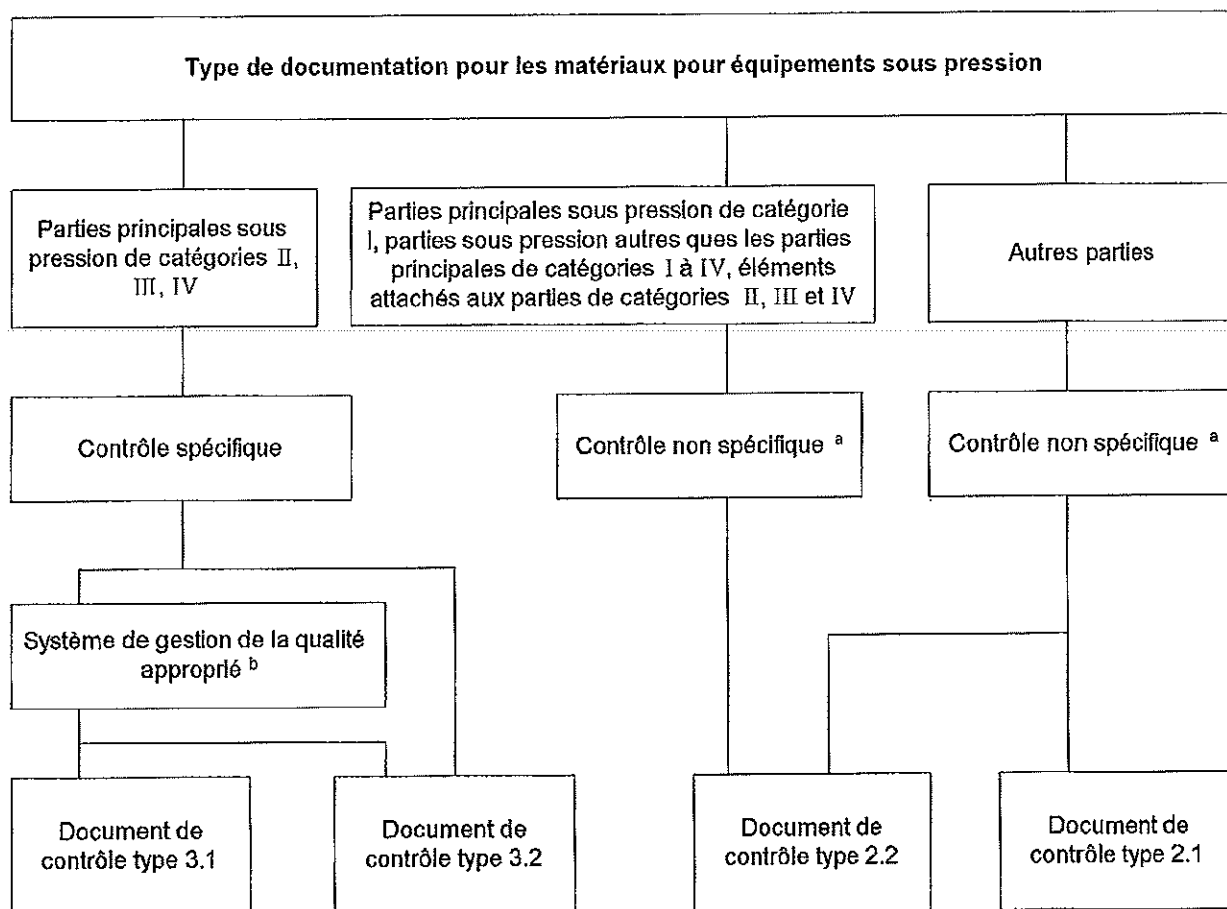 Type de documentation pour les matériaux pour équipements sous pression
Parties principales sous
pression de catégories II,
III, IV
Parties principales sous pression de catégorie
I, parties sous pression autres ques les parties
principales de catégories I à IV, éléments
attachés aux parties de catégories II, III et IV
Autres parties
Contrôle spécifique
Contrôle non spécifique a
Contrôle non spécifique a
Système de gestion de la qualité
approprié b
Document de
contrôle type 3.1
Document de
contrôle type 3.2
Document de
contrôle type 2.2
Document de
contrôle type 2.1